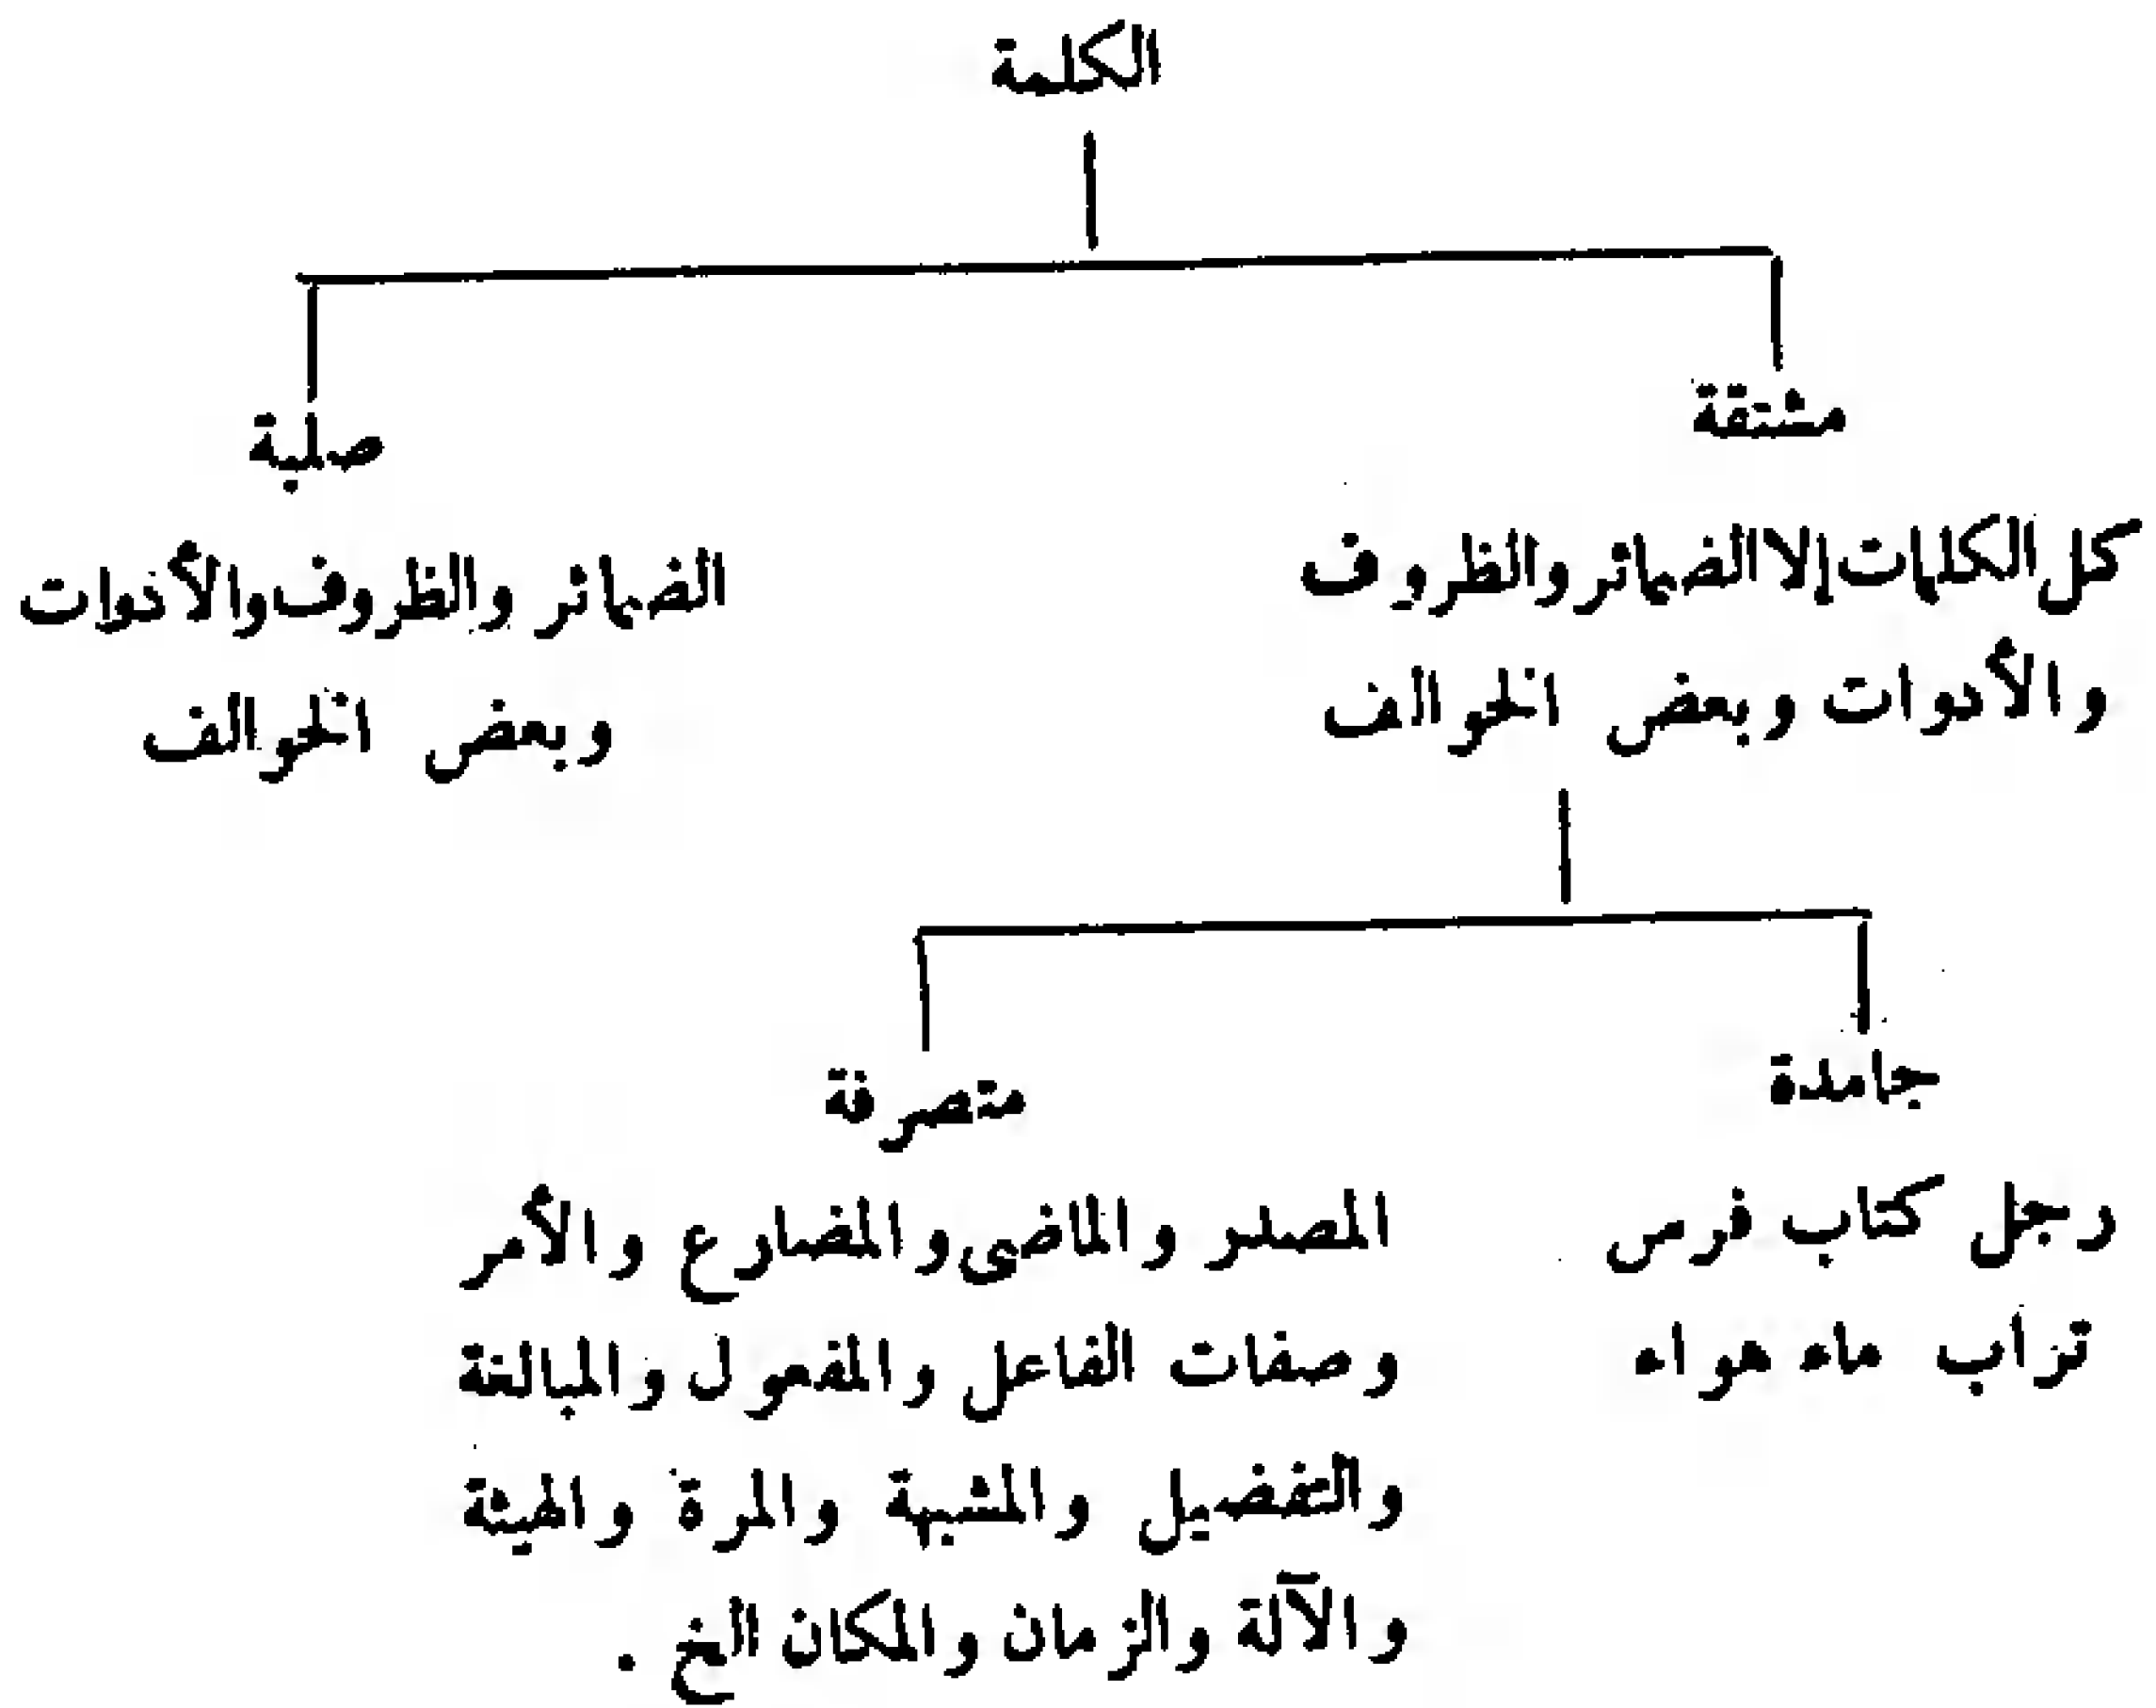 الكلمة
مشتقة
كل الكلمات إلا الضمائر والظروف
والأدوات وبعض الخوالف
صلبة
الضمائر والظروف والأدوات
وبعض الخوالف
جامدة
رجل كتاب فرس
تراب ماء هواء
متصرفة
المصدر والماضى والمضارع والأمر
وصفات الفاعل والمفعول والمبالغة
والتفضيل والمشبهة والمرة والهيئة
والآلة والزمان والمكان الخ .